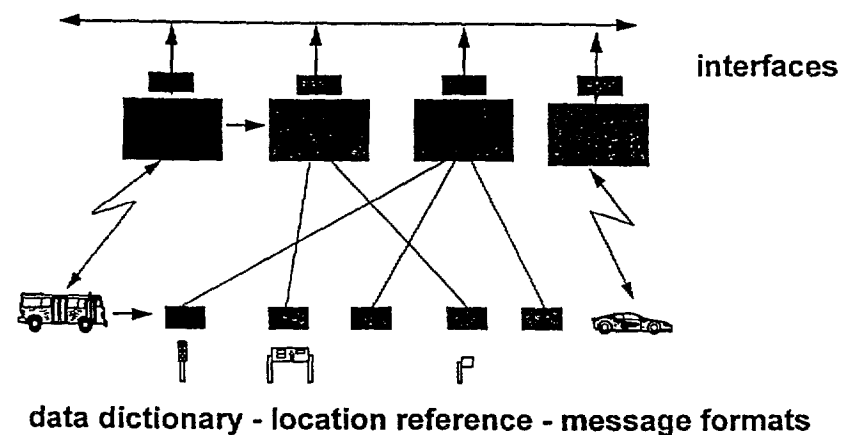 interfaces
data dictionary - location reference - message formats